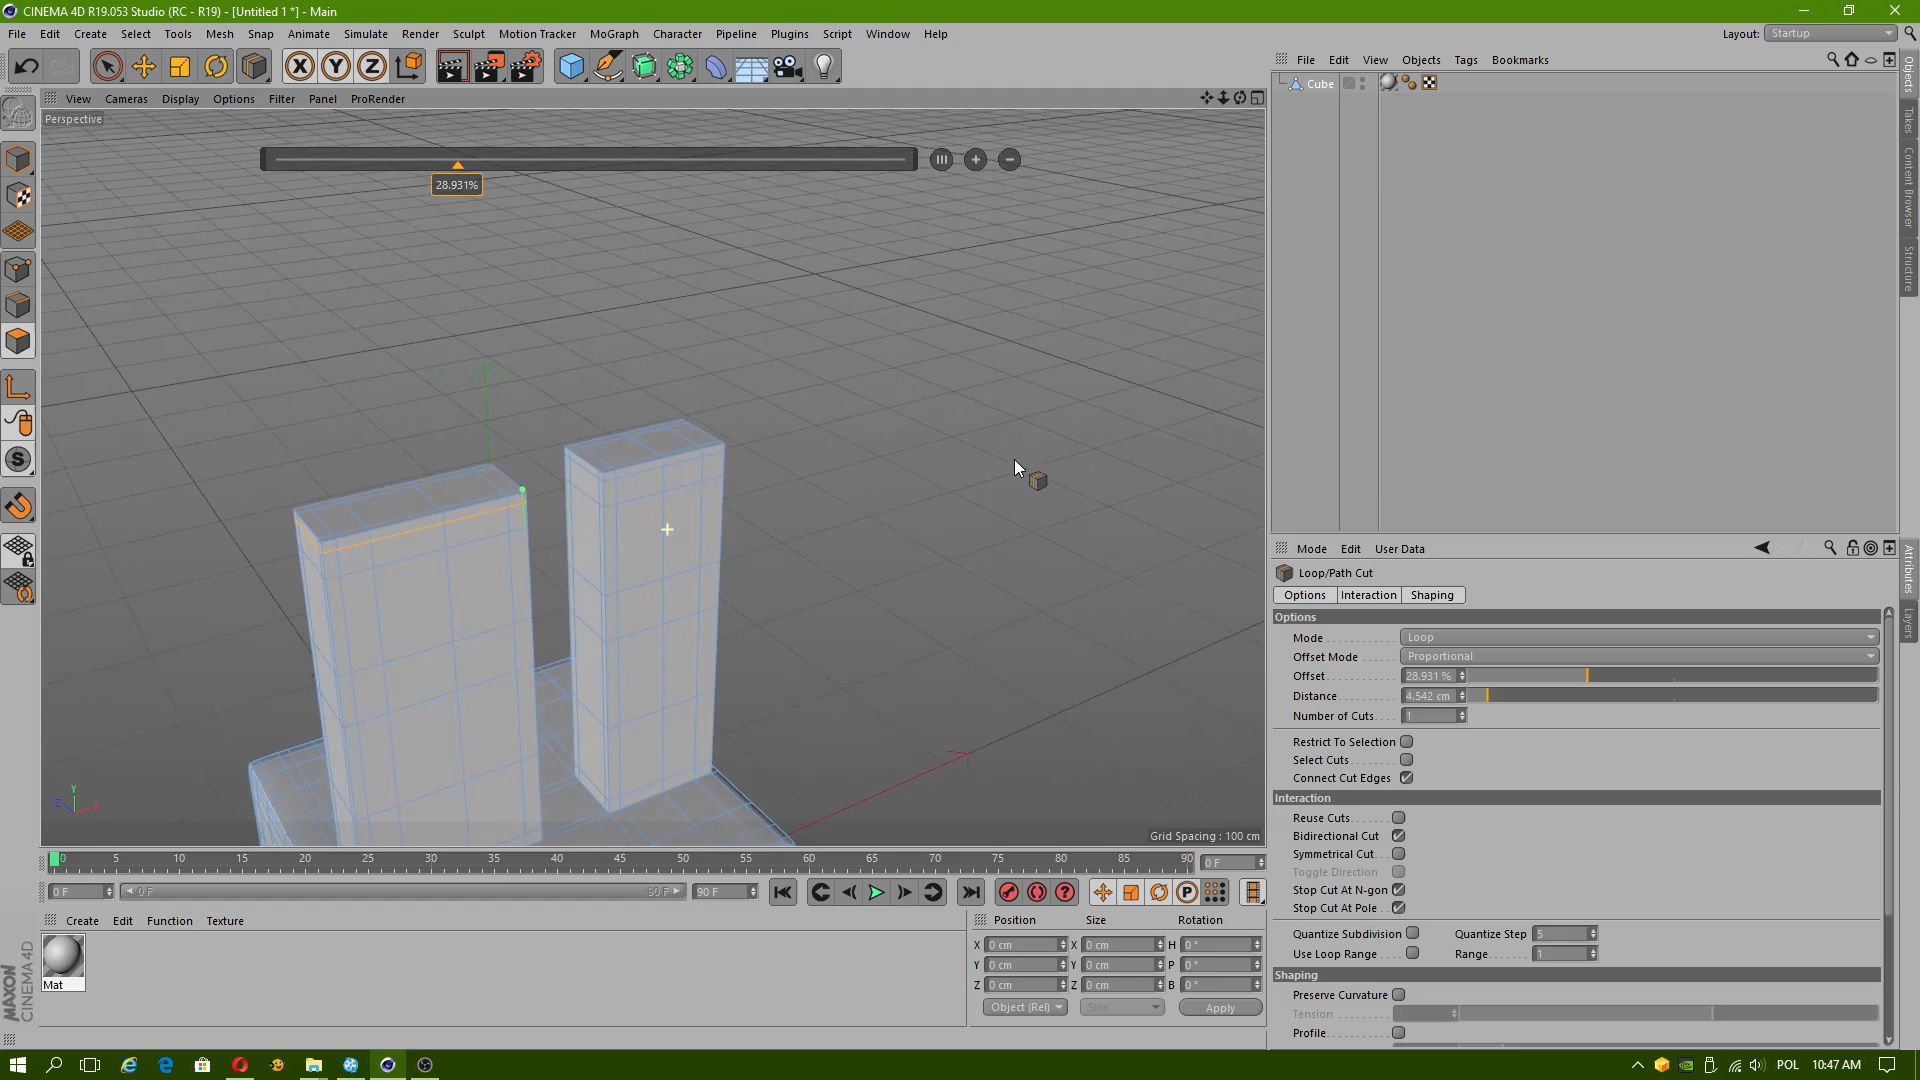 CINEMA 4D R19.053 Studio (RC - R19) - [Untitled 1 *] - Main
File Edit Create Select Tools Mesh Snap Animate Simulate Render Sculpt Motion Tracker MoGraph Character Pipeline Plugins Script Window Help
Layout: Startup
View Cameras Display Options Filter Panel ProRender
Perspective
28.931%
Grid Spacing : 100 cm
File Edit View Objects Tags Bookmarks
Cube
Objects
Takes
Content Browser
Structure
Mode Edit User Data
Loop/Path Cut
Options Interaction Shaping
Options
Mode Loop
Offset Mode Proportional
Offset 28.931 %
Distance 4.542 cm
Number of Cuts 1
Restrict To Selection
Select Cuts
Connect Cut Edges
Interaction
Reuse Cuts
Bidirectional Cut
Symmetrical Cut
Toggle Direction
Stop Cut At N-gon
Stop Cut At Pole
Quantize Subdivision Quantize Step 5
Use Loop Range Range 1
Shaping
Preserve Curvature
Tension
Profile
Attributes
Layers
Y
Z X
0 5 10 15 20 25 30 35 40 45 50 55 60 65 70 75 80 85 90
0 F
0 F 0 F 90 F 90 F
Create Edit Function Texture
Mat
Position Size Rotation
X 0 cm X 0 cm H 0 °
Y 0 cm Y 0 cm P 0 °
Z 0 cm Z 0 cm B 0 °
Object (Rel) Size Apply
MAXON
CINEMA 4D
POL 10:47 AM